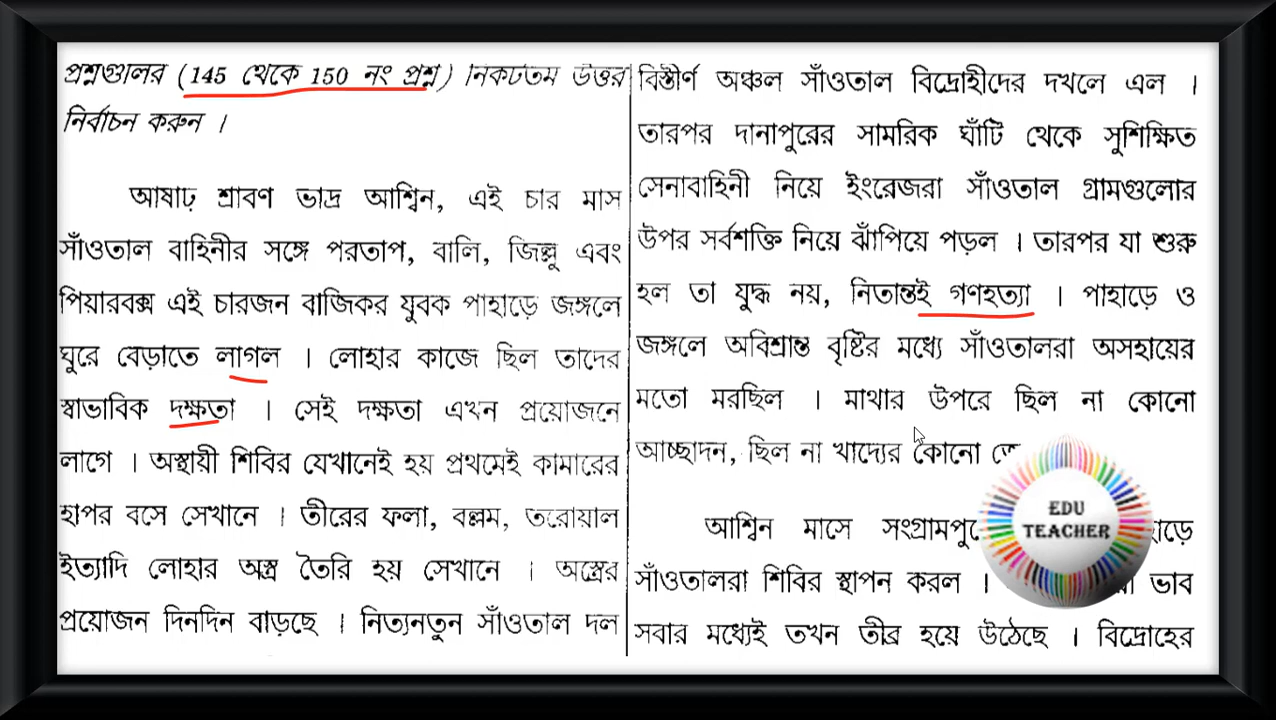 প্রশ্নগুলির (145 থেকে 150 নং প্রশ্ন) নিকটতম উত্তর
নির্বাচন করুন ।
আষাঢ় শ্রাবণ ভাদ্র আশ্বিন, এই চার মাস
সাঁওতাল বাহিনীর সঙ্গে পরতাপ, বালি, জিল্লু এবং
পিয়ারবক্স এই চারজন বাজিকর যুবক পাহাড়ে জঙ্গলে
ঘুরে বেড়াতে লাগল । লোহার কাজে ছিল তাদের
স্বাভাবিক দক্ষতা । সেই দক্ষতা এখন প্রয়োজনে
লাগে । অস্থায়ী শিবির যেখানেই হয় প্রথমেই কামারের
হাপর বসে সেখানে । তীরের ফলা, বল্লম, তরোয়াল
ইত্যাদি লোহার অস্ত্র তৈরি হয় সেখানে । অস্ত্রের
প্রয়োজন দিনদিন বাড়ছে । নিত্যনতুন সাঁওতাল দল
বিস্তীর্ণ অঞ্চল সাঁওতাল বিদ্রোহীদের দখলে এল ।
তারপর দানাপুরের সামরিক ঘাঁটি থেকে সুশিক্ষিত
সেনাবাহিনী নিয়ে ইংরেজরা সাঁওতাল গ্রামগুলোর
উপর সর্বশক্তি নিয়ে ঝাঁপিয়ে পড়ল । তারপর যা শুরু
হল তা যুদ্ধ নয়, নিতান্তই গণহত্যা । পাহাড়ে ও
জঙ্গলে অবিশ্রান্ত বৃষ্টির মধ্যে সাঁওতালরা অসহায়ের
মতো মরছিল । মাথার উপরে ছিল না কোনো
আচ্ছাদন, ছিল না খাদ্যের কোনো
আশ্বিন মাসে
সাঁওতালরা শিবির স্থাপন করল । ভাব
সবার মধ্যেই তখন তীব্র হয়ে উঠেছে । বিদ্রোহের
EDU
TEACHER